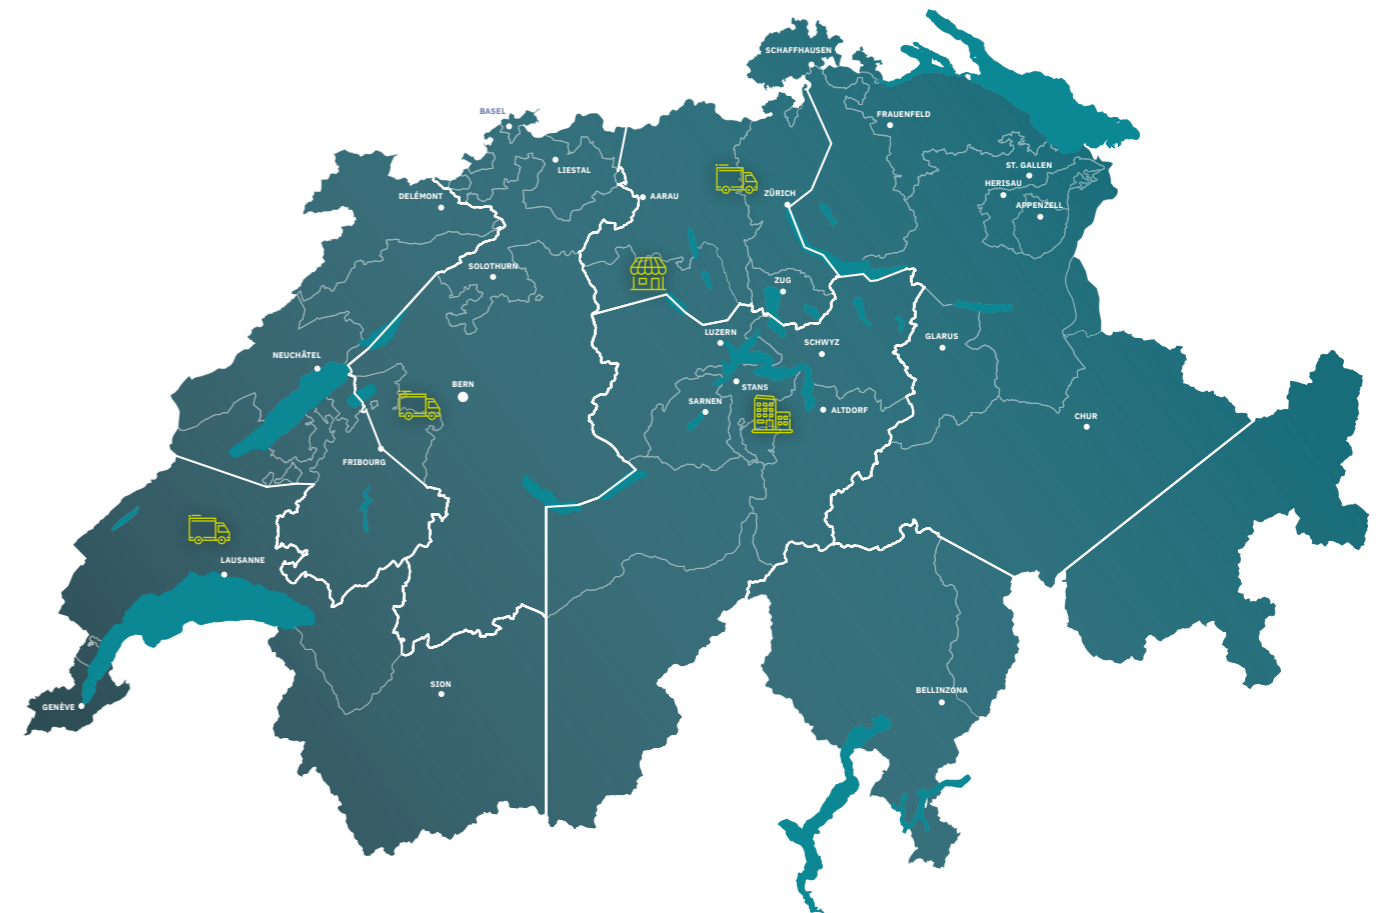 SCHAFFHAUSEN
BASEL
FRAUENFELD
LIESTAL
ST. GALLEN
HERISAU
DELÉMONT
AARAU
ZÜRICH
APPENZELL
SOLOTHURN
ZUG
LUZERN
GLARUS
NEUCHÂTEL
SCHWYZ
BERN
STANS
SARNEN
ALTDORF
CHUR
FRIBOURG
LAUSANNE
SION
BELLINZONA
GENÈVE